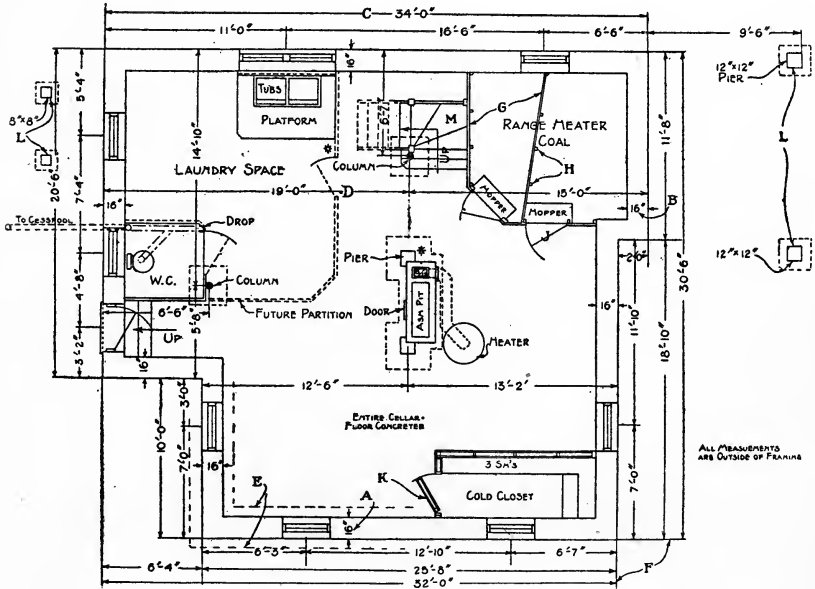 C
34'-0"
11'-0"
16'-6"
6'-6"
9'-6"
12"x12"
PIER
16"
5'-4"
8"x8"
L
TUBS
PLATFORM
6'-7"
M
G
RANGE HEATER
COAL
H
11'-8"
L
14'-10"
UP
COLUMN
LAUNDRY SPACE
20'-6"
7'-4"
19'-0"
D
15'-0"
B
16"
16"
MOPPER
MOPPER
TO CESSPOOL
DROP
J
2'-0"
12"x12"
PIER
W.C.
COLUMN
4'-8"
30'-6"
6'-6"
5'-8"
FUTURE PARTITION
DOOR
ASH PIT
16"
11'-10"
UP
HEATER
3'-2"
16"
18'-10"
12'-6"
13'-2"
3'-0"
ENTIRE CELLAR
FLOOR CONCRETED
10'-0"
7'-0"
16"
ALL MEASUEMENTS
ARE OUTSIDE OF FRAMING
3 SH'S
K
COLD CLOSET
7'-0"
E
A
16"
6'-3"
12'-10"
6'-7"
6'-4"
25'-8"
F
32'-0"